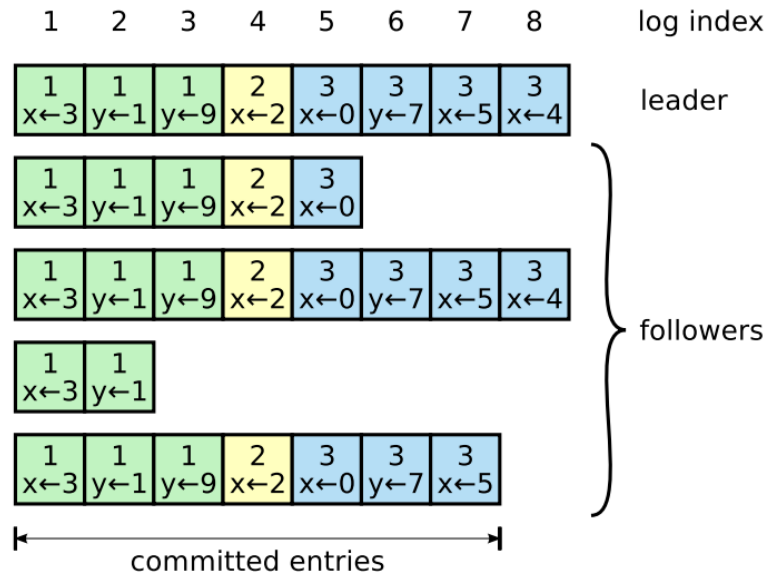 1 2 3 4 5 6 7 8 log index
1 1 1 2 3 3 3 3
x←3 y←1 y←9 x←2 x←0 y←7 x←5 x←4
leader
1 1 1 2 3
x←3 y←1 y←9 x←2 x←0
1 1 1 2 3 3 3 3
x←3 y←1 y←9 x←2 x←0 y←7 x←5 x←4
followers
1 1
x←3 y←1
1 1 1 2 3 3 3
x←3 y←1 y←9 x←2 x←0 y←7 x←5
committed entries